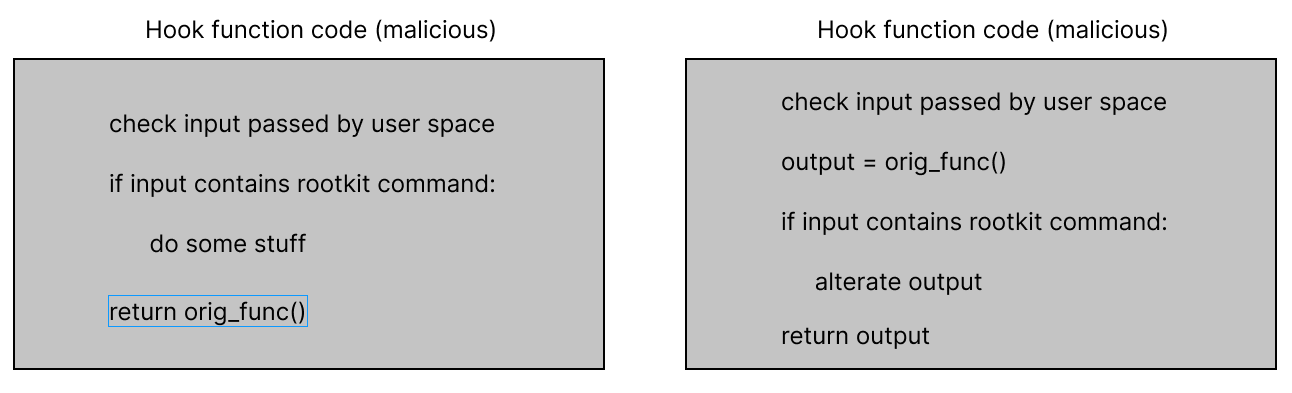 Hook function code (malicious)
check input passed by user space
if input contains rootkit command:
do some stuff
return orig_func()
Hook function code (malicious)
check input passed by user space
output = orig_func()
if input contains rootkit command:
alterate output
return output